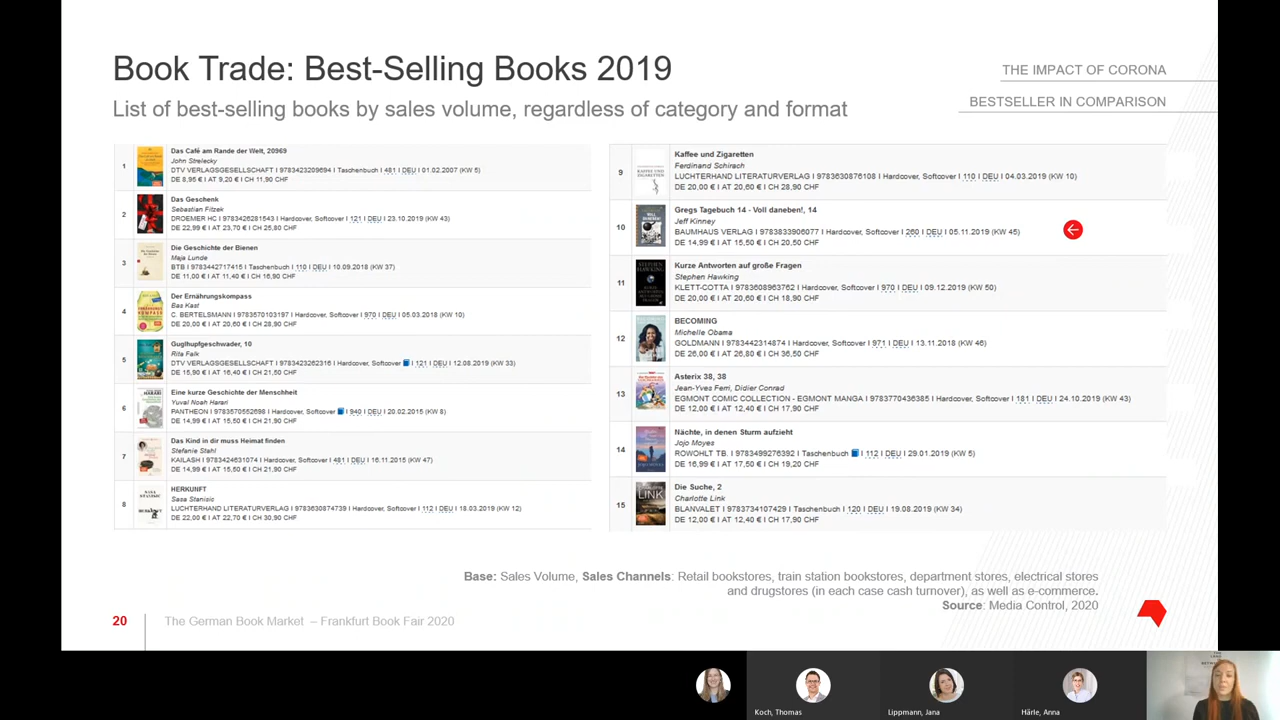 Book Trade: Best-Selling Books 2019
List of best-selling books by sales volume, regardless of category and format
THE IMPACT OF CORONA
BESTSELLER IN COMPARISON
1
Das Café am Rande der Welt, 20969
John Strelecky
DTV VERLAGSGESELLSCHAFT I 9783423209694 I Taschenbuch I 481 I DEU I 01.02.2007 (KW 5)
DE 8,95 € I AT 9,20 € I CH 11,90 CHF
2
Das Geschenk
Sebastian Fitzek
DROEMER HC I 9783426281543 I Hardcover, Softcover I 121 I DEU I 23.10.2019 (KW 43)
DE 22,99 € I AT 23,70 € I CH 25,80 CHF
3
Die Geschichte der Bienen
Maja Lunde
BTB I 9783442717415 I Taschenbuch I 110 I DEU I 10.09.2018 (KW 37)
DE 11,00 € I AT 11,40 € I CH 16,90 CHF
4
Der Ernährungskompass
Bas Kast
C. BERTELSMANN I 9783570103197 I Hardcover, Softcover I 970 I DEU I 05.03.2018 (KW 10)
DE 20,00 € I AT 20,60 € I CH 28,90 CHF
5
Guglhupfgeschwader, 10
Rita Falk
DTV VERLAGSGESELLSCHAFT I 9783423262316 I Hardcover, Softcover I 121 I DEU I 12.08.2019 (KW 33)
DE 15,90 € I AT 16,40 € I CH 21,50 CHF
6
Eine kurze Geschichte der Menschheit
Yuval Noah Harari
PANTHEON I 9783570552698 I Hardcover, Softcover I 940 I DEU I 20.02.2015 (KW 8)
DE 14,99 € I AT 15,50 € I CH 21,90 CHF
7
Das Kind in dir muss Heimat finden
Stefanie Stahl
KAILASH I 9783424631074 I Hardcover, Softcover I 481 I DEU I 16.11.2015 (KW 47)
DE 14,99 € I AT 15,50 € I CH 21,90 CHF
8
HERKUNFT
Sasa Stanisic
LUCHTERHAND LITERATURVERLAG I 9783630874739 I Hardcover, Softcover I 112 I DEU I 18.03.2019 (KW 12)
DE 22,00 € I AT 22,70 € I CH 30,90 CHF
9
Kaffee und Zigaretten
Ferdinand Schirach
LUCHTERHAND LITERATURVERLAG I 9783630876108 I Hardcover, Softcover I 110 I DEU I 04.03.2019 (KW 10)
DE 20,00 € I AT 20,60 € I CH 28,90 CHF
10
Gregs Tagebuch 14 - Voll daneben!, 14
Jeff Kinney
BAUMHAUS VERLAG I 9783833906077 I Hardcover, Softcover I 260 I DEU I 05.11.2019 (KW 45)
DE 14,99 € I AT 15,50 € I CH 20,50 CHF
11
Kurze Antworten auf große Fragen
Stephen Hawking
KLETT-COTTA I 9783608963762 I Hardcover, Softcover I 970 I DEU I 09.12.2019 (KW 50)
DE 20,00 € I AT 20,60 € I CH 18,90 CHF
12
BECOMING
Michelle Obama
GOLDMANN I 9783442314874 I Hardcover, Softcover I 971 I DEU I 13.11.2018 (KW 46)
DE 26,00 € I AT 26,80 € I CH 36,50 CHF
13
Asterix 38, 38
Jean-Yves Ferri, Didier Conrad
EGMONT COMIC COLLECTION - EGMONT MANGA I 9783770436385 I Hardcover, Softcover I 181 I DEU I 24.10.2019 (KW 43)
DE 12,00 € I AT 12,40 € I CH 17,90 CHF
14
Nächte, in denen Sturm aufzieht
Jojo Moyes
ROWOHLT TB. I 9783499276392 I Taschenbuch I 112 I DEU I 29.01.2019 (KW 5)
DE 16,99 € I AT 17,50 € I CH 19,20 CHF
15
Die Suche, 2
Charlotte Link
BLANVALET I 9783734107429 I Taschenbuch I 120 I DEU I 19.08.2019 (KW 34)
DE 12,00 € I AT 12,40 € I CH 17,90 CHF
Base: Sales Volume, Sales Channels: Retail bookstores, train station bookstores, department stores, electrical stores
and drugstores (in each case cash turnover), as well as e-commerce.
Source: Media Control, 2020
20
The German Book Market – Frankfurt Book Fair 2020
Koch, Thomas
Lippmann, Jana
Härle, Anna